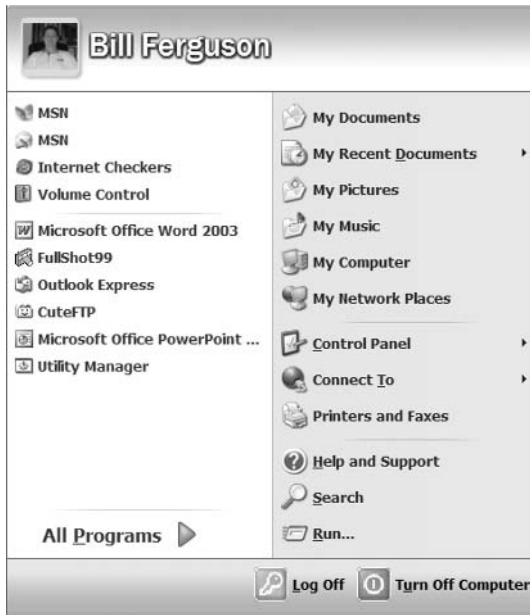 Bill Ferguson
MSN
MSN
Internet Checkers
Volume Control
Microsoft Office Word 2003
FullShot99
Outlook Express
CuteFTP
Microsoft Office PowerPoint ...
Utility Manager
All Programs
My Documents
My Recent Documents
My Pictures
My Music
My Computer
My Network Places
Control Panel
Connect To
Printers and Faxes
Help and Support
Search
Run...
Log Off
Turn Off Computer